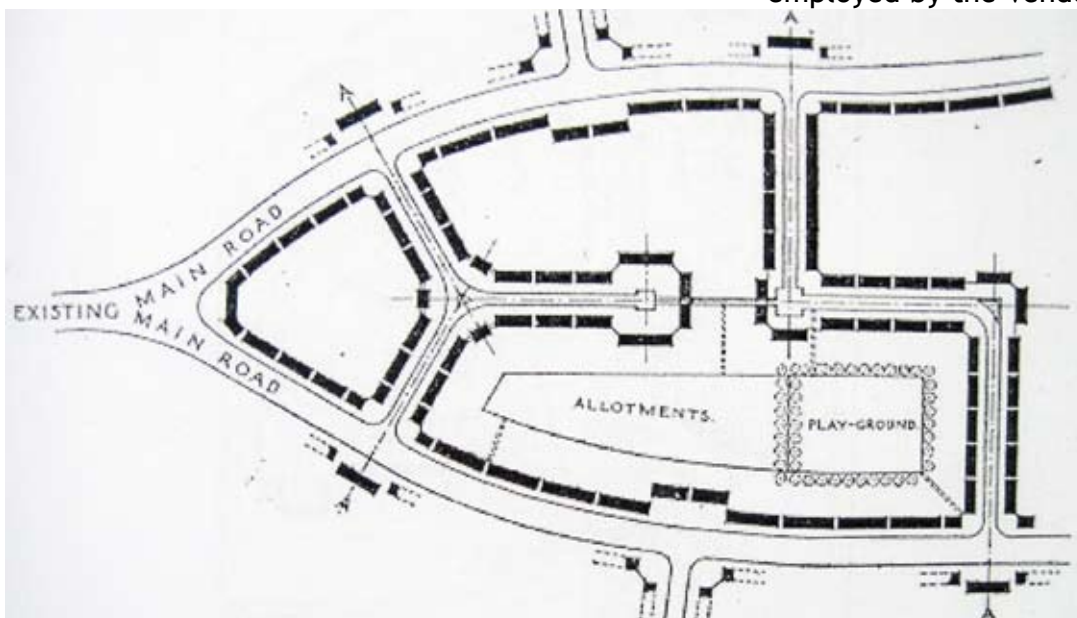 employed by the vend
EXISTING MAIN ROAD
MAIN ROAD
ALLOTMENTS.
PLAY-GROUND.